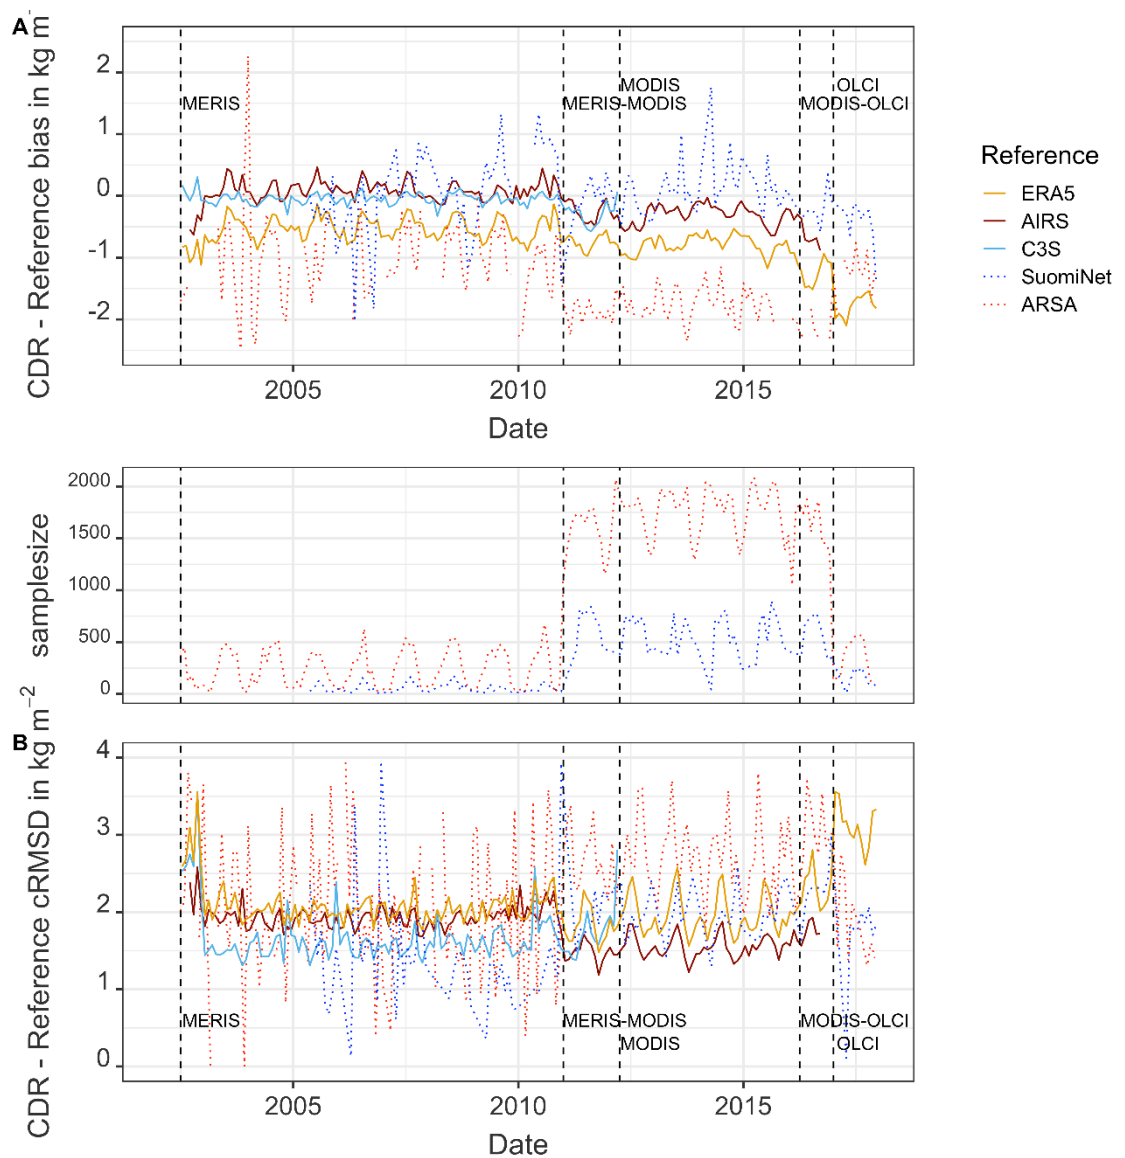 A
CDR - Reference bias in kg m
2
1
0
-1
-2
MERIS
MERIS-MODIS
MODIS
OLCI
MODIS-OLCI
2005
2010
2015
Date
Reference
ERA5
AIRS
C3S
SuomiNet
ARSA
samplesize
2000
1500
1000
500
0
B
CDR - Reference cRMSD in kg m−2
4
3
2
1
0
MERIS
MERIS-MODIS
MODIS
MODIS-OLCI
OLCI
2005
2010
2015
Date